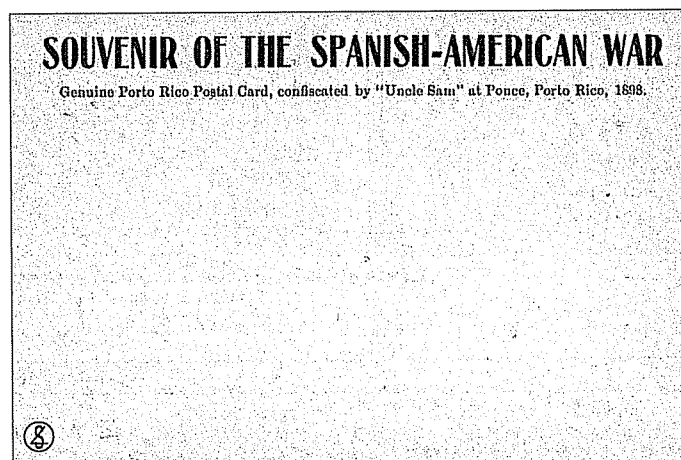 SOUVENIR OF THE SPANISH-AMERICAN WAR
Genuine Porto Rico Postal Card, confiscated by "Uncle Sam" at Ponce, Porto Rico, 1898.